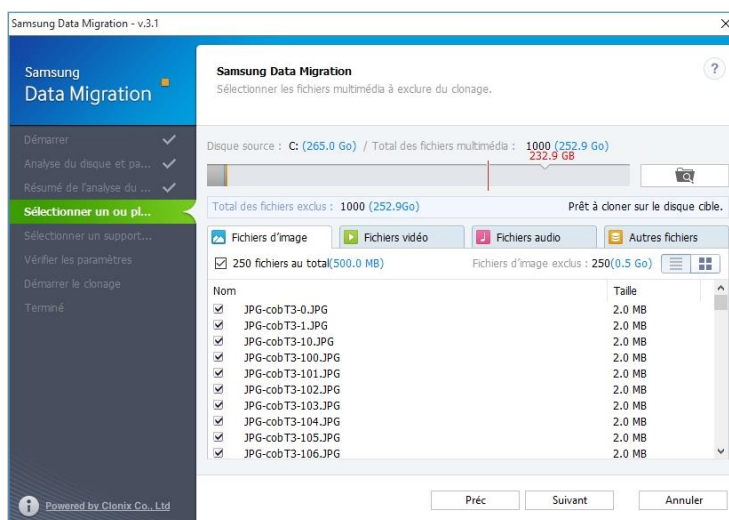 Samsung Data Migration - v.3.1
Samsung
Data Migration
Samsung Data Migration
Sélectionner les fichiers multimédia à exclure du clonage.
?
Démarrer
Analyse du disque et pa...
Résumé de l'analyse du ...
Sélectionner un ou pl...
Sélectionner un support...
Vérifier les paramètres
Démarrer le clonage
Terminé
Disque source : C: (265.0 Go) / Total des fichiers multimédia : 1000 (252.9 Go)
232.9 GB
Total des fichiers exclus : 1000 (252.9Go)
Prêt à cloner sur le disque cible.
Fichiers d'image
Fichiers vidéo
Fichiers audio
Autres fichiers
250 fichiers au total(500.0 MB)
Fichiers d'image exclus : 250(0.5 Go)
Nom Taille
JPG-cobT3-0.JPG 2.0 MB
JPG-cobT3-1.JPG 2.0 MB
JPG-cobT3-10.JPG 2.0 MB
JPG-cobT3-100.JPG 2.0 MB
JPG-cobT3-101.JPG 2.0 MB
JPG-cobT3-102.JPG 2.0 MB
JPG-cobT3-103.JPG 2.0 MB
JPG-cobT3-104.JPG 2.0 MB
JPG-cobT3-105.JPG 2.0 MB
JPG-cobT3-106.JPG 2.0 MB
Powered by Clonix Co., Ltd
Préc
Suivant
Annuler